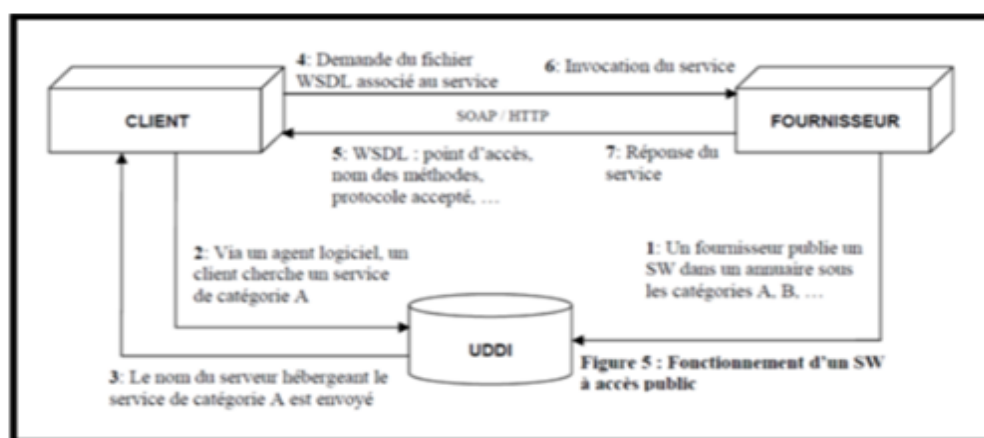 4: Demande du fichier
WSDL associé au service
6: Invocation du service
CLIENT
SOAP / HTTP
FOURNISSEUR
5: WSDL : point d'accès,
nom des méthodes,
protocole accepté, …
7: Réponse du
service
2: Via un agent logiciel, un
client cherche un service
de catégorie A
1: Un fournisseur publie un
SW dans un annuaire sous
les catégories A, B, …
UDDI
Figure 5 : Fonctionnement d'un SW
à accès public
3: Le nom du serveur hébergeant le
service de catégorie A est envoyé